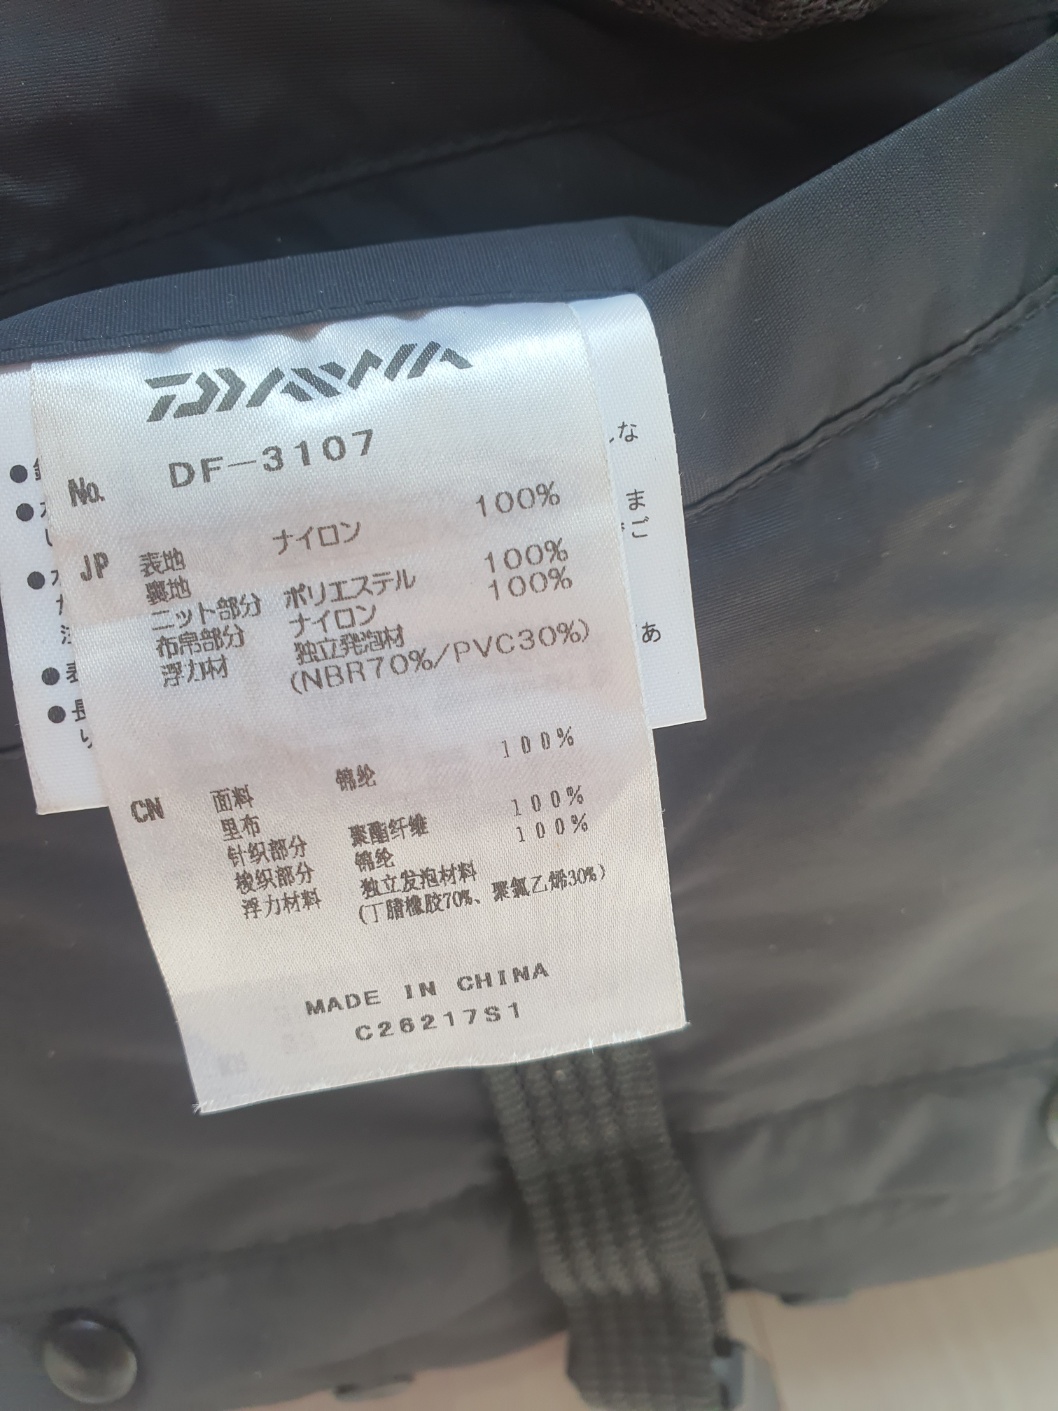 DAIWA
No. DF-3107
JP 表地 ナイロン 100%
裏地
ニット部分 ポリエステル 100%
布帛部分 ナイロン 100%
浮力材 独立発泡材
(NBR70%/PVC30%)
CN 面料 锦纶 100%
里布
针织部分 聚酯纤维 100%
梭织部分 锦纶 100%
浮力材料 独立发泡材料
(丁腈橡胶70%、聚氯乙烯30%)
MADE IN CHINA
C26217S1
な
ま
ご
あ